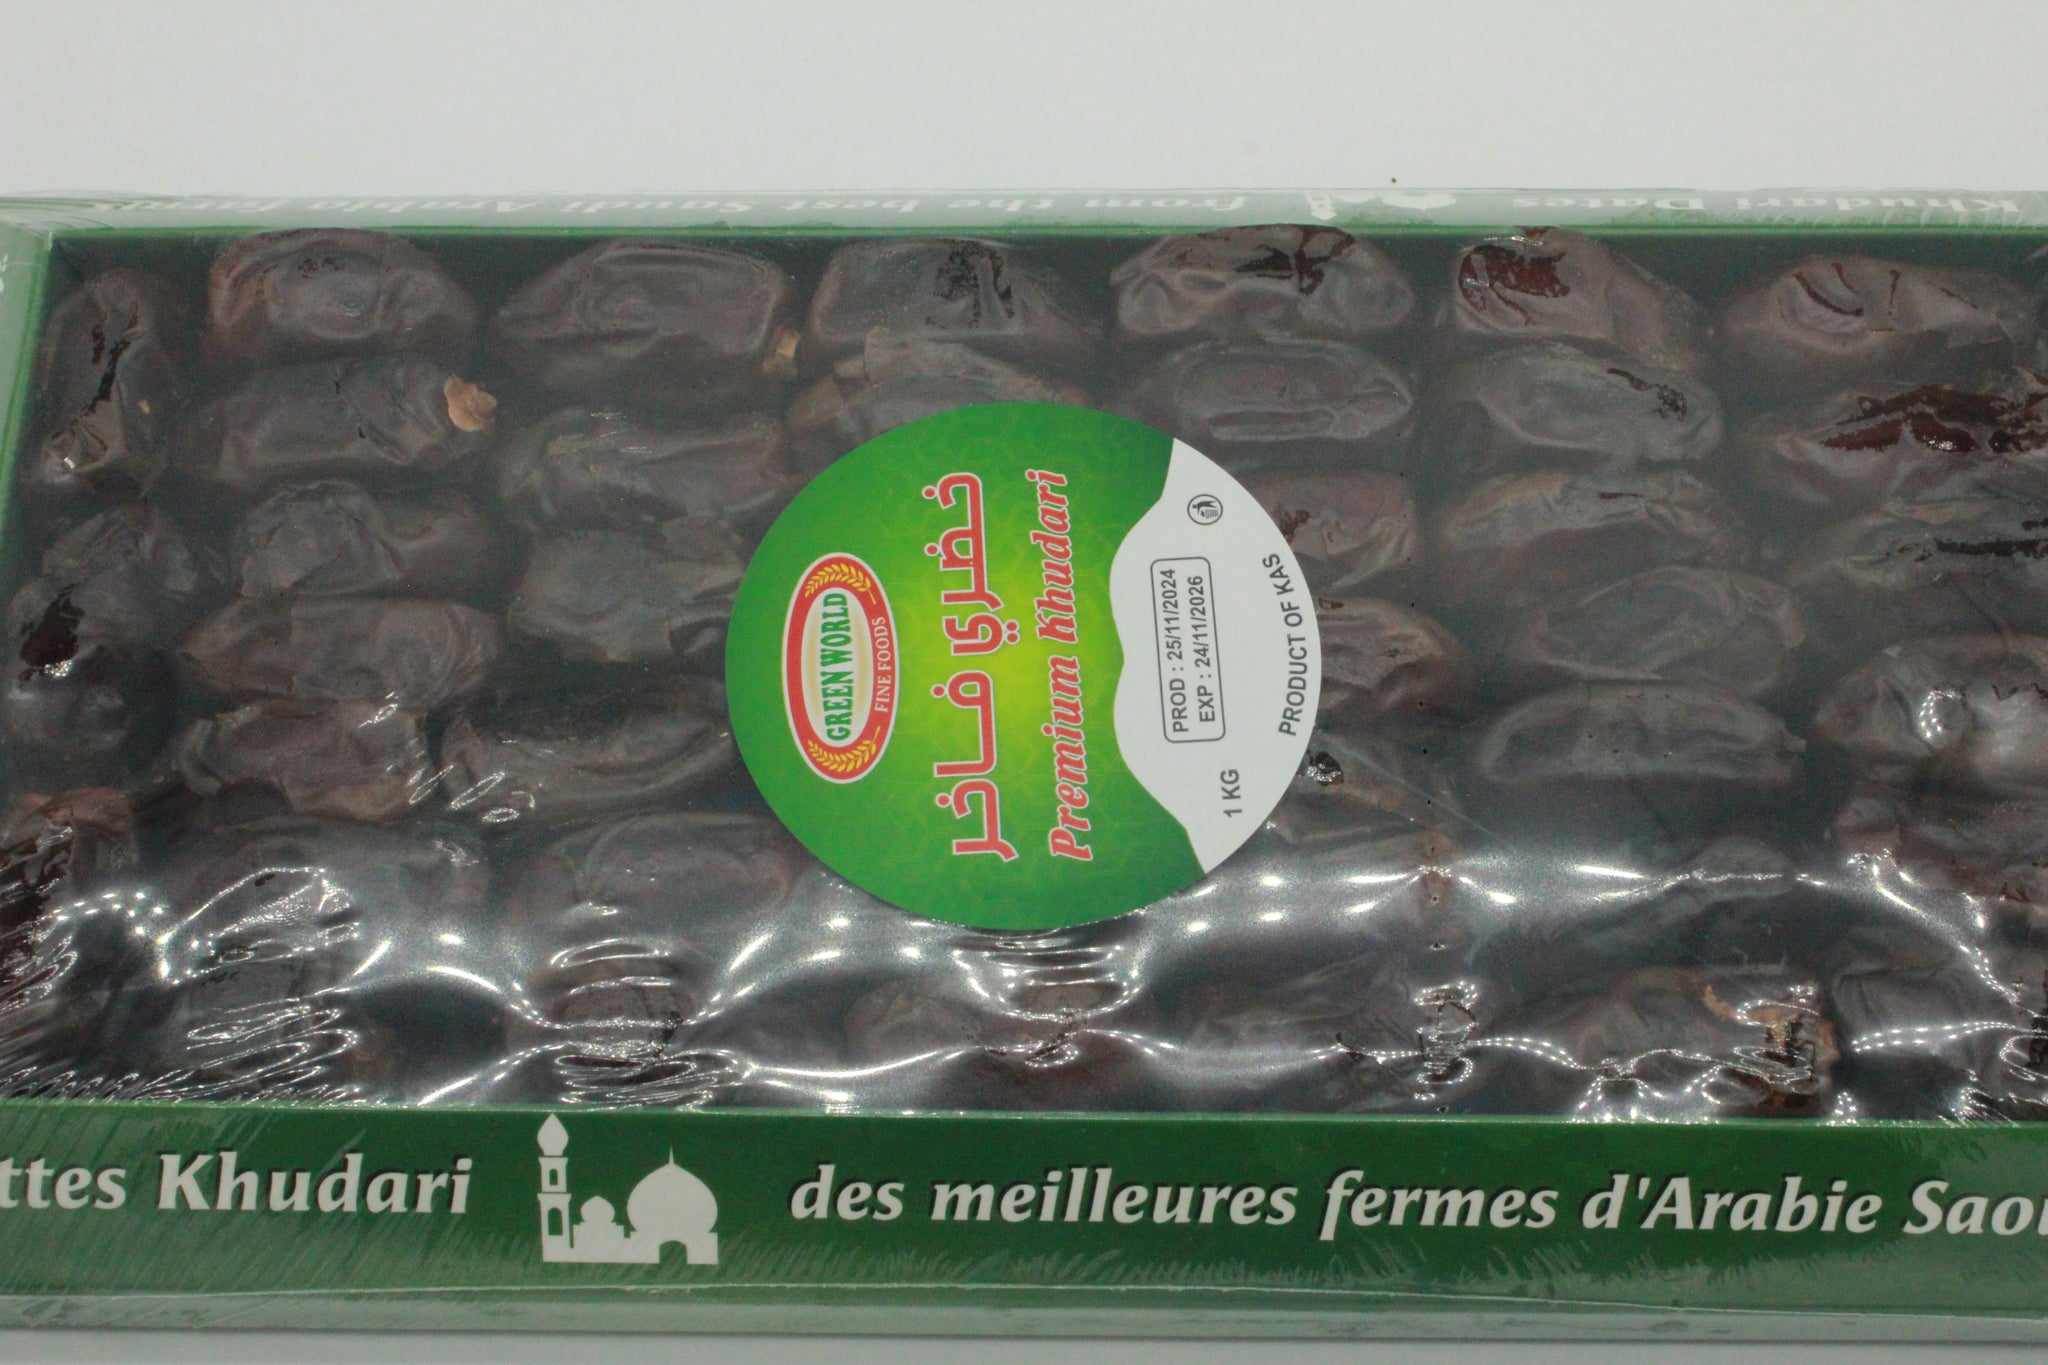 Khudari Dates from the best Saudi Arabia farms
GREEN WORLD
FINE FOODS
خضري فاخر
Premium Khudari
PROD : 25/11/2024
EXP : 24/11/2026
1 KG
PRODUCT OF KAS
ttes Khudari des meilleures fermes d'Arabie Saou